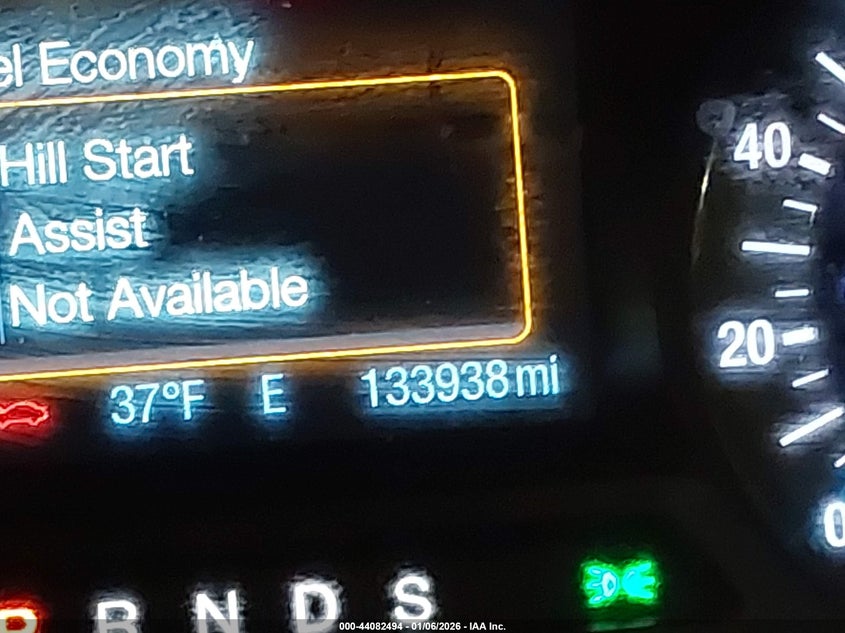 el Economy
Hill Start
Assist
Not Available
37°F E 133938 mi
40
20
0
P R N D S
000-44082494 - 01/06/2026 - IAA Inc.